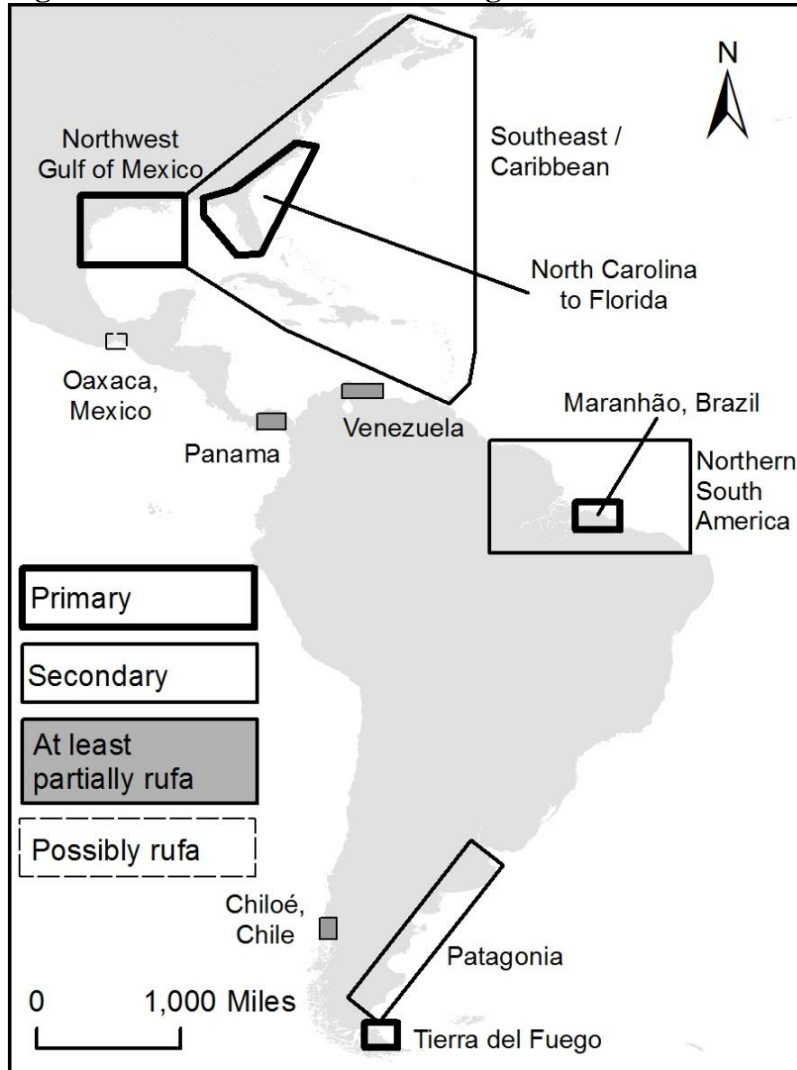 N
Northwest
Gulf of Mexico
Southeast /
Caribbean
North Carolina
to Florida
Oaxaca,
Mexico
Panama
Venezuela
Maranhão, Brazil
Northern
South
America
Primary
Secondary
At least
partially rufa
Possibly rufa
Chiloé,
Chile
Patagonia
0 1,000 Miles
Tierra del Fuego